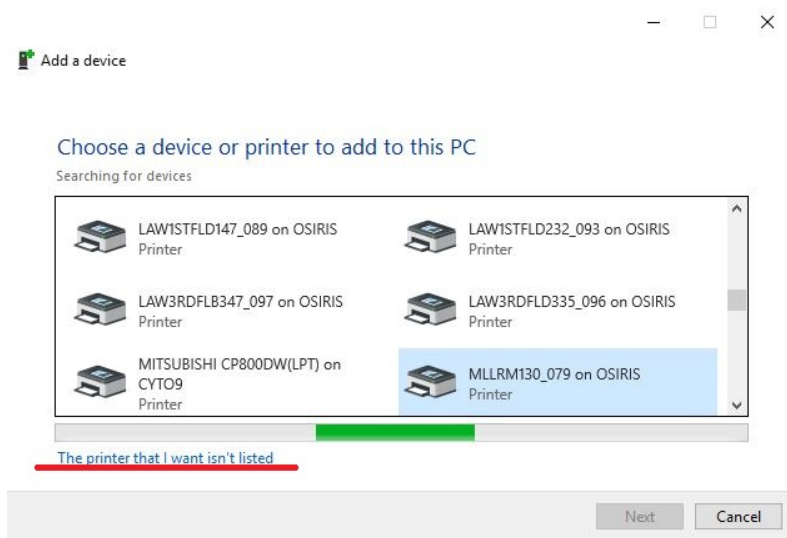 Add a device
Choose a device or printer to add to this PC
Searching for devices
LAW1STFLD147_089 on OSIRIS
Printer
LAW1STFLD232_093 on OSIRIS
Printer
LAW3RDFLB347_097 on OSIRIS
Printer
LAW3RDFLD335_096 on OSIRIS
Printer
MITSUBISHI CP800DW(LPT) on
CYTO9
Printer
MLLRM130_079 on OSIRIS
Printer
The printer that I want isn't listed
Next
Cancel